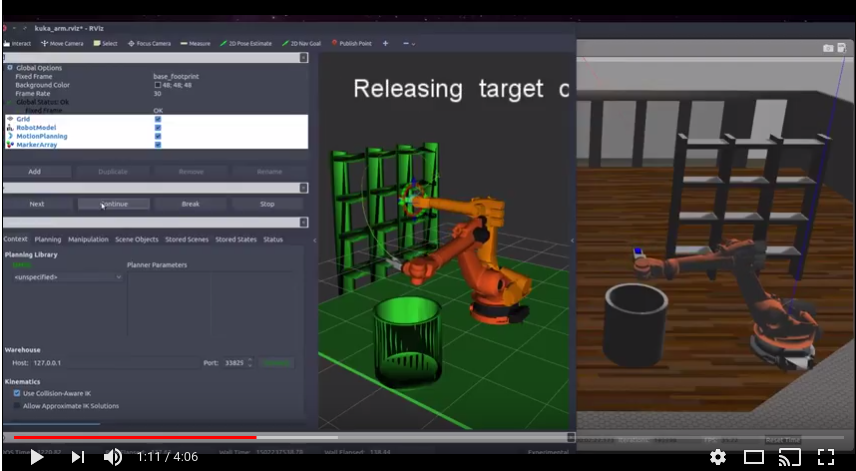 kuka_arm.rviz* - RViz
Interact Move Camera Select Focus Camera Measure 2D Pose Estimate 2D Nav Goal Publish Point
Global Options
Fixed Frame base_footprint
Background Color 48; 48; 48
Frame Rate 30
Global Status: Ok
Fixed Frame OK
Grid
RobotModel
MotionPlanning
MarkerArray
Add Duplicate Remove Rename
Next Continue Break Stop
Context Planning Manipulation Scene Objects Stored Scenes Stored States Status
Planning Library
Planner Parameters
<unspecified>
Warehouse
Host: 127.0.0.1 Port: 33825
Kinematics
Use Collision-Aware IK
Allow Approximate IK Solutions
Releasing target
Reset Time
Experimental
1:11 / 4:06